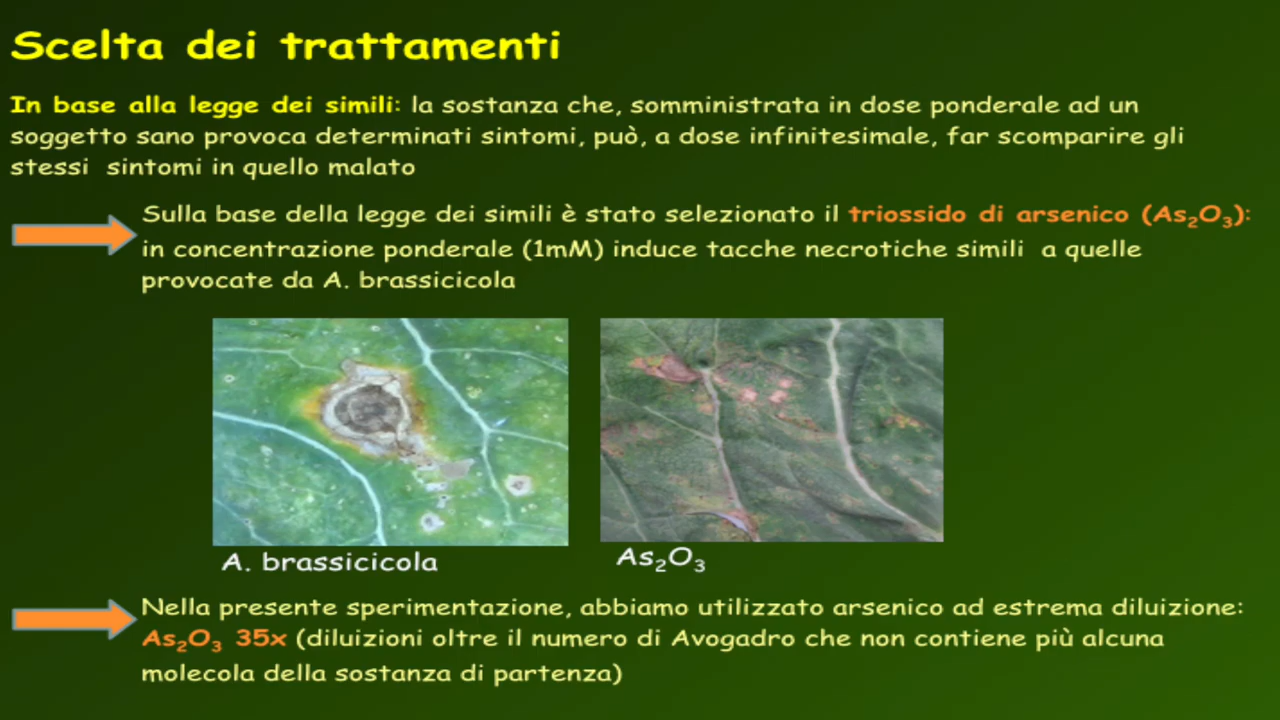 Scelta dei trattamenti
In base alla legge dei simili: la sostanza che, somministrata in dose ponderale ad un
soggetto sano provoca determinati sintomi, può, a dose infinitesimale, far scomparire gli
stessi sintomi in quello malato
Sulla base della legge dei simili è stato selezionato il triossido di arsenico (As₂O₃):
in concentrazione ponderale (1mM) induce tacche necrotiche simili a quelle
provocate da A. brassicicola
A. brassicicola
As₂O₃
Nella presente sperimentazione, abbiamo utilizzato arsenico ad estrema diluizione:
As₂O₃ 35x (diluizioni oltre il numero di Avogadro che non contiene più alcuna
molecola della sostanza di partenza)